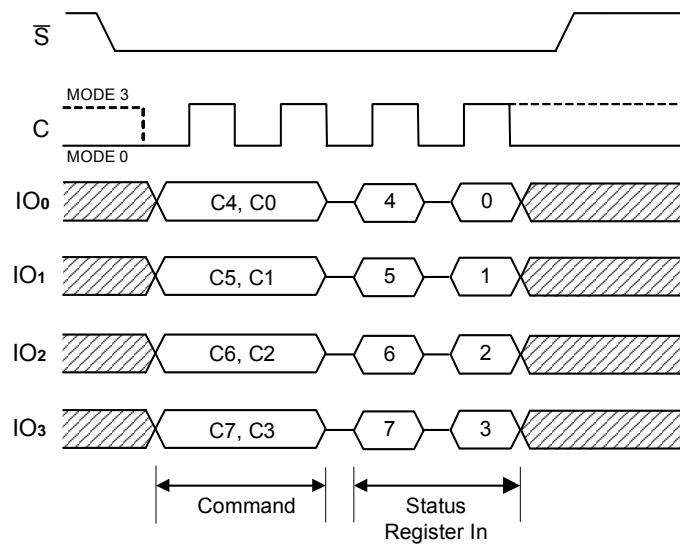 S
MODE 3
C
MODE 0
IO0 C4, C0 4 0
IO1 C5, C1 5 1
IO2 C6, C2 6 2
IO3 C7, C3 7 3
Command Status
Register In